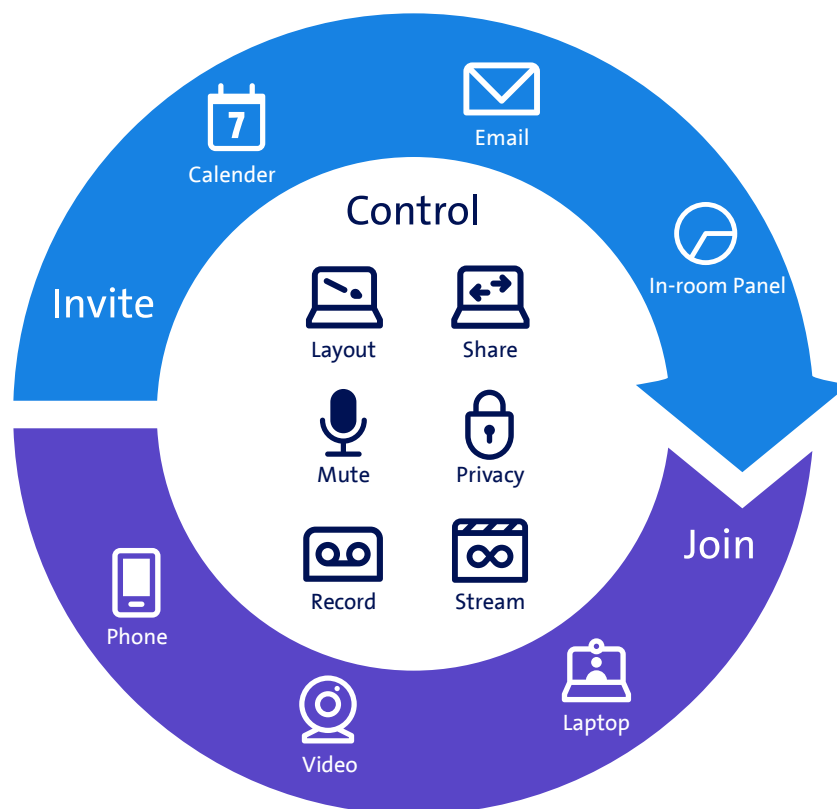 Email
7
Calender
Control
In-room Panel
Invite
Layout
Share
Mute
Privacy
Join
Record
Stream
Phone
Laptop
Video